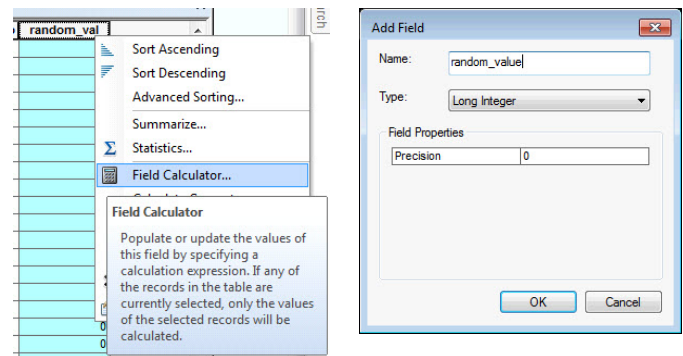 random_val
Sort Ascending
Sort Descending
Advanced Sorting...
Summarize...
Σ Statistics...
Field Calculator...
Field Calculator
Populate or update the values of
this field by specifying a
calculation expression. If any of
the records in the table are
currently selected, only the values
of the selected records will be
calculated.
0
0
Add Field
Name:
random_value
Type:
Long Integer
Field Properties
Precision 0
OK Cancel